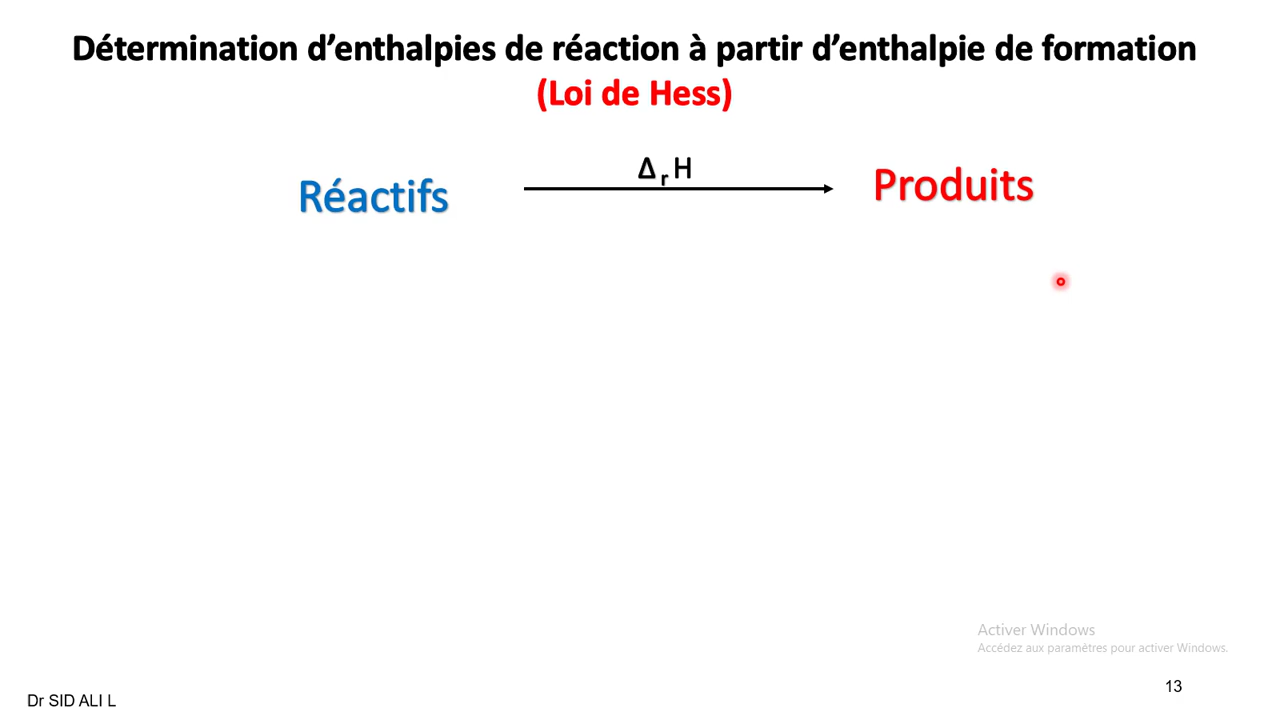 Détermination d’enthalpies de réaction à partir d’enthalpie de formation
(Loi de Hess)
Δ r H
Réactifs
Produits
Activer Windows
Accédez aux paramètres pour activer Windows.
13
Dr SID ALI L